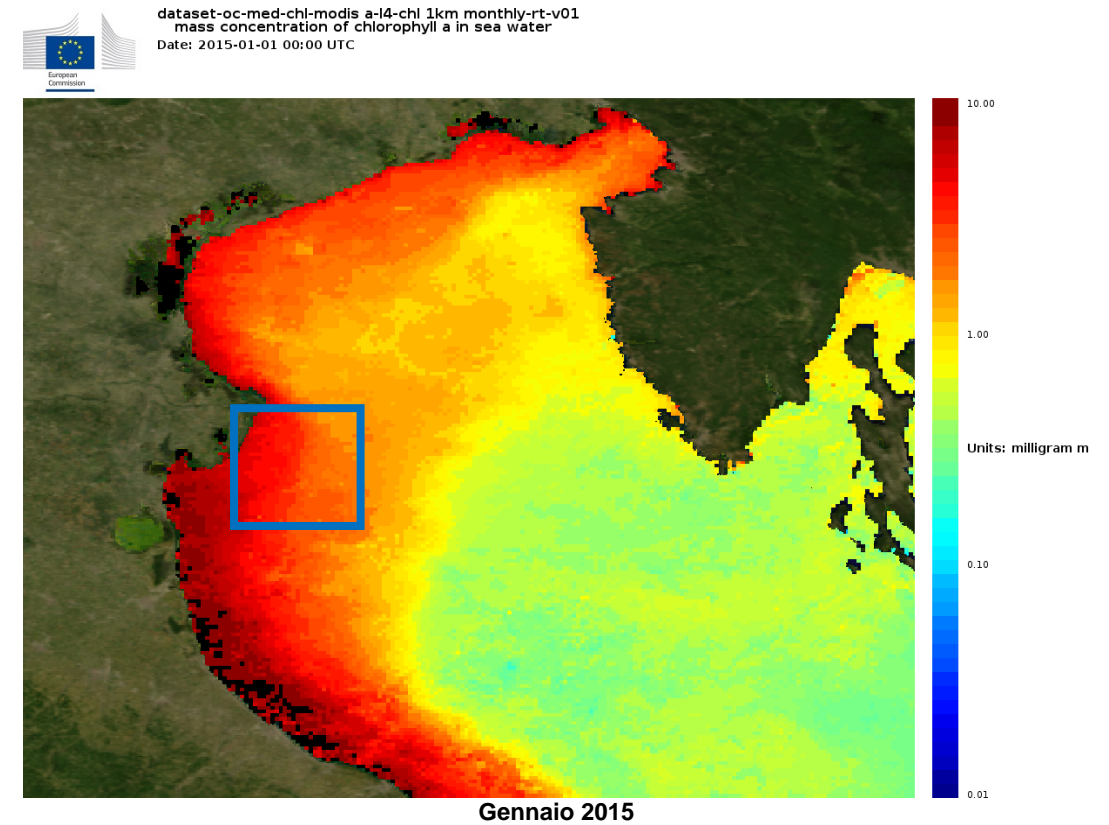 dataset-oc-med-chl-modis a-l4-chl 1km monthly-rt-v01
mass concentration of chlorophyll a in sea water
Date: 2015-01-01 00:00 UTC
European
Commission
10.00
1.00
Units: milligram m
0.10
0.01
Gennaio 2015